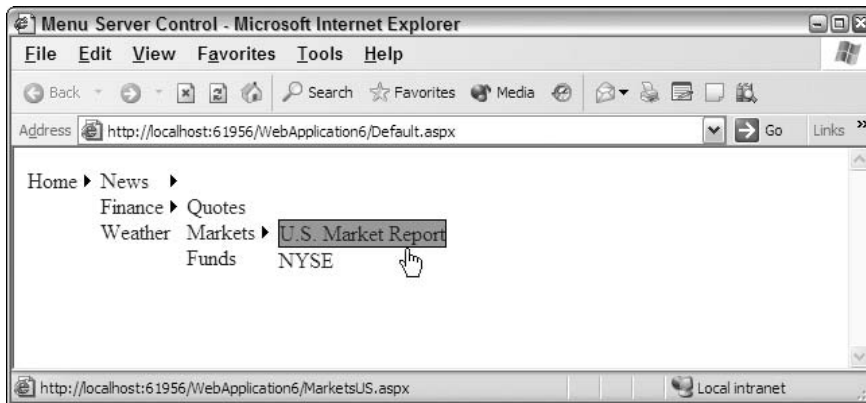 Menu Server Control - Microsoft Internet Explorer
File Edit View Favorites Tools Help
Back Search Favorites Media
Address http://localhost:61956/WebApplication6/Default.aspx Go Links »
Home News
Finance Quotes
Weather Markets U.S. Market Report
Funds NYSE
http://localhost:61956/WebApplication6/MarketsUS.aspx Local intranet